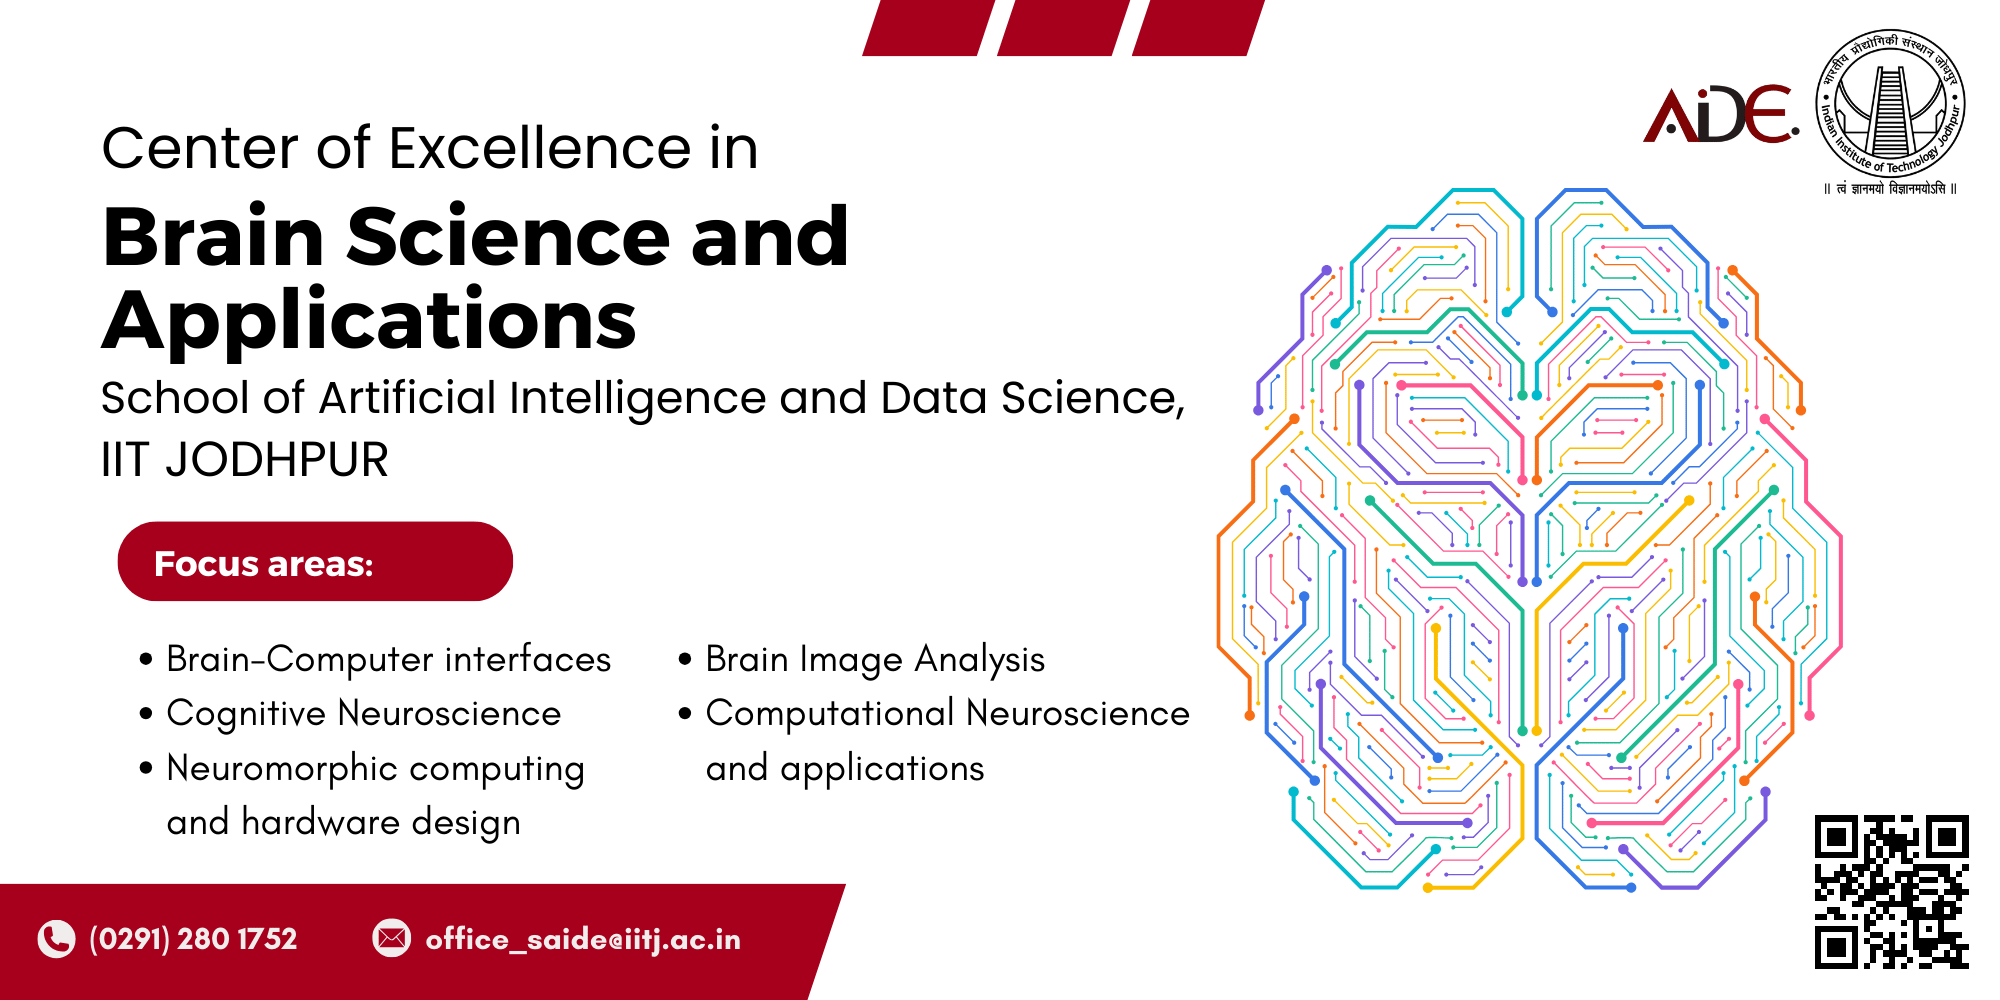 Center of Excellence in
Brain Science and
Applications
School of Artificial Intelligence and Data Science,
IIT JODHPUR
Focus areas:
• Brain-Computer interfaces
• Cognitive Neuroscience
• Neuromorphic computing
and hardware design
• Brain Image Analysis
• Computational Neuroscience
and applications
(0291) 280 1752
office_saide@iitj.ac.in
AiDE.
भारतीय प्रौद्योगिकी संस्थान जोधपुर
Indian Institute of Technology Jodhpur
॥ त्वं ज्ञानमयो विज्ञानमयोऽसि ॥